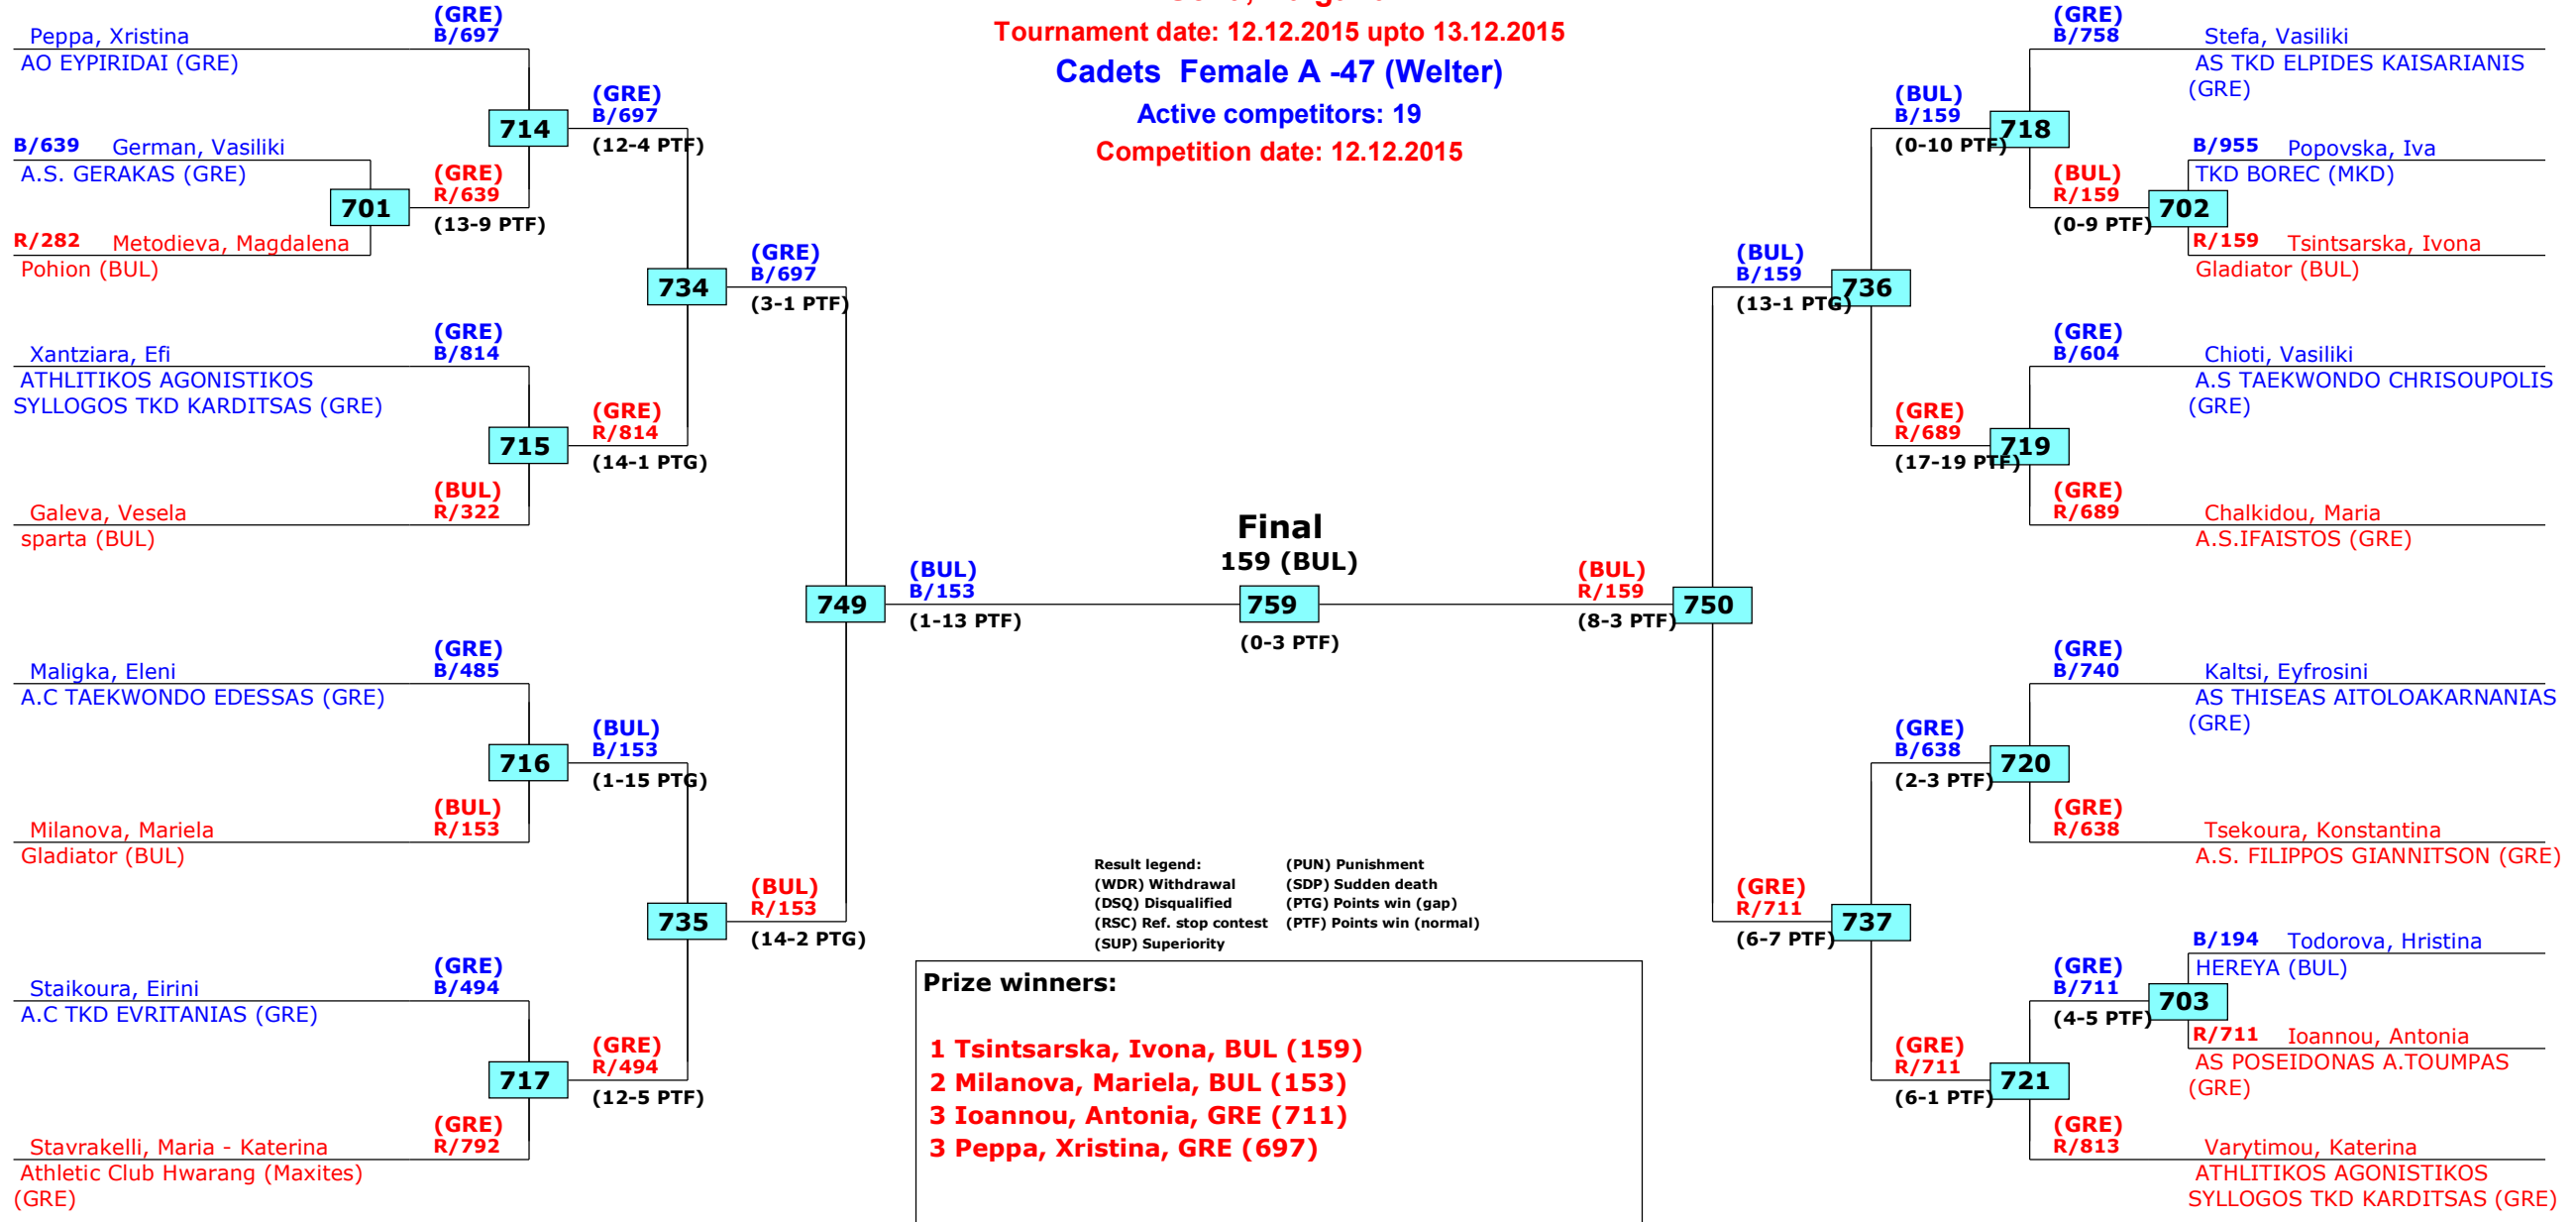 Tournament date: 12.12.2015 upto 13.12.2015
Cadets  Female A -47 (Welter)
Active competitors: 19
Competition date: 12.12.2015
(GRE)
Peppa, Xristina B/697
AO EYPIRIDAI (GRE)
B/639 German, Vasiliki
A.S. GERAKAS (GRE)
701
R/282 Metodieva, Magdalena
Pohion (BUL)
(GRE)
R/639
(13-9 PTF)
714
(GRE)
B/697
(12-4 PTF)
(GRE)
Xantziara, Efi B/814
ATHLITIKOS AGONISTIKOS
SYLLOGOS TKD KARDITSAS (GRE)
715
(BUL)
Galeva, Vesela R/322
sparta (BUL)
(GRE)
R/814
(14-1 PTG)
734
(GRE)
B/697
(3-1 PTF)
(GRE)
Maligka, Eleni B/485
A.C TAEKWONDO EDESSAS (GRE)
716
(BUL)
Milanova, Mariela R/153
Gladiator (BUL)
(BUL)
B/153
(1-15 PTG)
(GRE)
Staikoura, Eirini B/494
A.C TKD EVRITANIAS (GRE)
717
(GRE)
Stavrakelli, Maria - Katerina R/792
Athletic Club Hwarang (Maxites)
(GRE)
(GRE)
R/494
(12-5 PTF)
735
(BUL)
R/153
(14-2 PTG)
749
(BUL)
B/153
(1-13 PTF)
Final
159 (BUL)
759
(0-3 PTF)
(BUL)
R/159
(8-3 PTF)
750
(BUL)
B/159
(13-1 PTG)
736
(BUL)
B/159
(0-10 PTF)
718
(GRE)
B/758 Stefa, Vasiliki
AS TKD ELPIDES KAISARIANIS
(GRE)
(BUL)
R/159
(0-9 PTF)
702
B/955 Popovska, Iva
TKD BOREC (MKD)
R/159 Tsintsarska, Ivona
Gladiator (BUL)
(GRE)
R/689
(17-19 PTF)
719
(GRE)
B/604 Chioti, Vasiliki
A.S TAEKWONDO CHRISOUPOLIS
(GRE)
(GRE)
R/689 Chalkidou, Maria
A.S.IFAISTOS (GRE)
(GRE)
R/711
(6-7 PTF)
737
(GRE)
B/638
(2-3 PTF)
720
(GRE)
B/740 Kaltsi, Eyfrosini
AS THISEAS AITOLOAKARNANIAS
(GRE)
(GRE)
R/638 Tsekoura, Konstantina
A.S. FILIPPOS GIANNITSON (GRE)
(GRE)
R/711
(6-1 PTF)
721
(GRE)
B/711
(4-5 PTF)
703
B/194 Todorova, Hristina
HEREYA (BUL)
R/711 Ioannou, Antonia
AS POSEIDONAS A.TOUMPAS
(GRE)
(GRE)
R/813 Varytimou, Katerina
ATHLITIKOS AGONISTIKOS
SYLLOGOS TKD KARDITSAS (GRE)
Result legend: (PUN) Punishment
(WDR) Withdrawal (SDP) Sudden death
(DSQ) Disqualified (PTG) Points win (gap)
(RSC) Ref. stop contest (PTF) Points win (normal)
(SUP) Superiority
Prize winners:
1 Tsintsarska, Ivona, BUL (159)
2 Milanova, Mariela, BUL (153)
3 Ioannou, Antonia, GRE (711)
3 Peppa, Xristina, GRE (697)